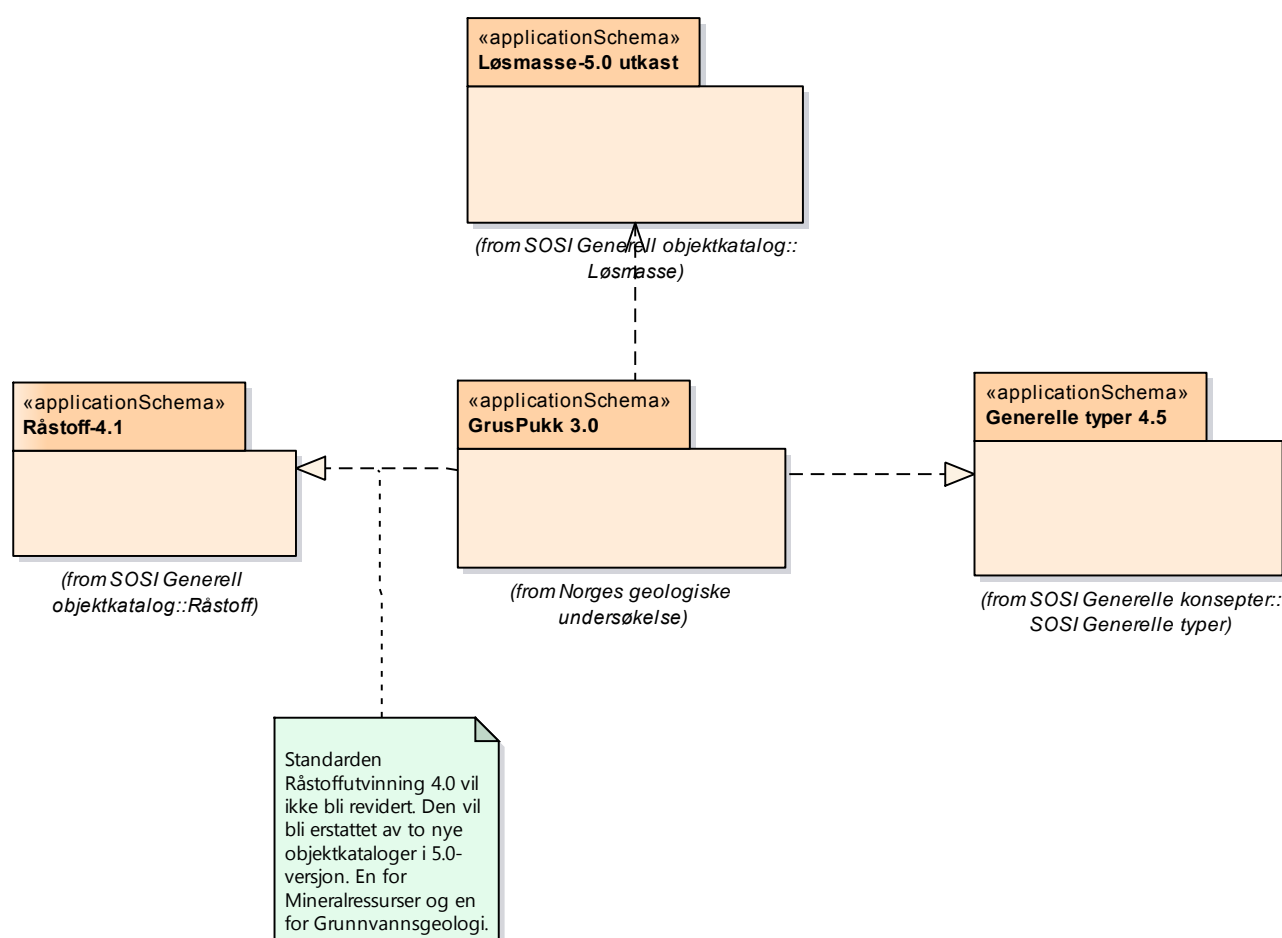 «applicationSchema»
Løsmasse-5.0 utkast
(from SOSI Generell objektkatalog::
Løsmasse)
«applicationSchema»
Råstoff-4.1
(from SOSI Generell
objektkatalog::Råstoff)
«applicationSchema»
GrusPukk 3.0
(from Norges geologiske
undersøkelse)
«applicationSchema»
Generelle typer 4.5
(from SOSI Generelle konsepter::
SOSI Generelle typer)
Standarden
Råstoffutvinning 4.0 vil
ikke bli revidert. Den vil
bli erstattet av to nye
objektkataloger i 5.0-
versjon. En for
Mineralressurser og en
for Grunnvannsgeologi.